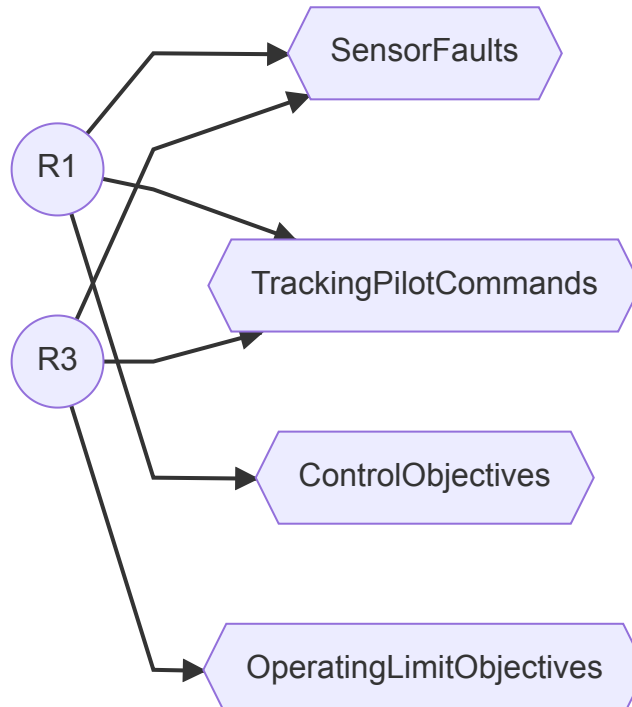 SensorFaults
R1
TrackingPilotCommands
R3
ControlObjectives
OperatingLimitObjectives